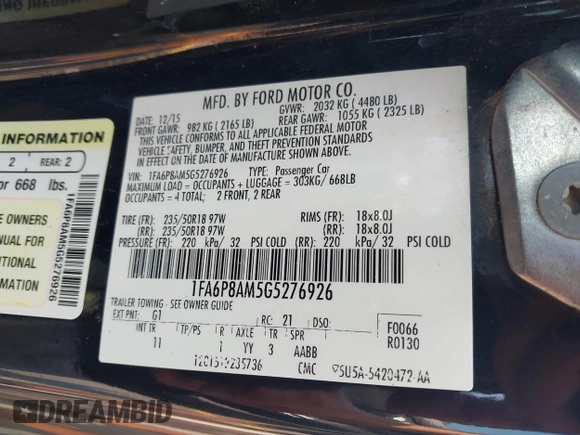 MFD. BY FORD MOTOR CO.
DATE: 12/15 GVWR: 2032 KG ( 4480 LB)
FRONT GAWR: 982 KG ( 2165 LB) REAR GAWR: 1055 KG ( 2325 LB)
THIS VEHICLE CONFORMS TO ALL APPLICABLE FEDERAL MOTOR
VEHICLE SAFETY, BUMPER, AND THEFT PREVENTION STANDARDS
IN EFFECT ON THE DATE OF MANUFACTURE SHOWN ABOVE.
VIN: 1FA6P8AM5G5276926 TYPE: Passenger Car
MAXIMUM LOAD = OCCUPANTS + LUGGAGE = 303KG/ 668LB
OCCUPANTS = 4 TOTAL; 2 FRONT, 2 REAR
TIRE (FR): 235/50R18 97W RIMS (FR): 18x8.0J
(RR): 235/50R18 97W (RR): 18x8.0J
PRESSURE (FR): 220 kPa/ 32 PSI COLD (RR): 220 kPa/ 32 PSI COLD
1FA6P8AM5G5276926
TRAILER TOWING - SEE OWNER GUIDE
EXT PNT: G1 RC: 21 DSO: F0066
INT TR TP/PS R AXLE TR SPR R0130
11 1 YY 3 AABB
CMC 5U5A-5420472-AA
INFORMATION
2 REAR: 2
or 668 lbs.
OWNERS
MANUAL FOR
DITIONAL
RMATION
1FA6P8AM5G5276926
DREAMBID